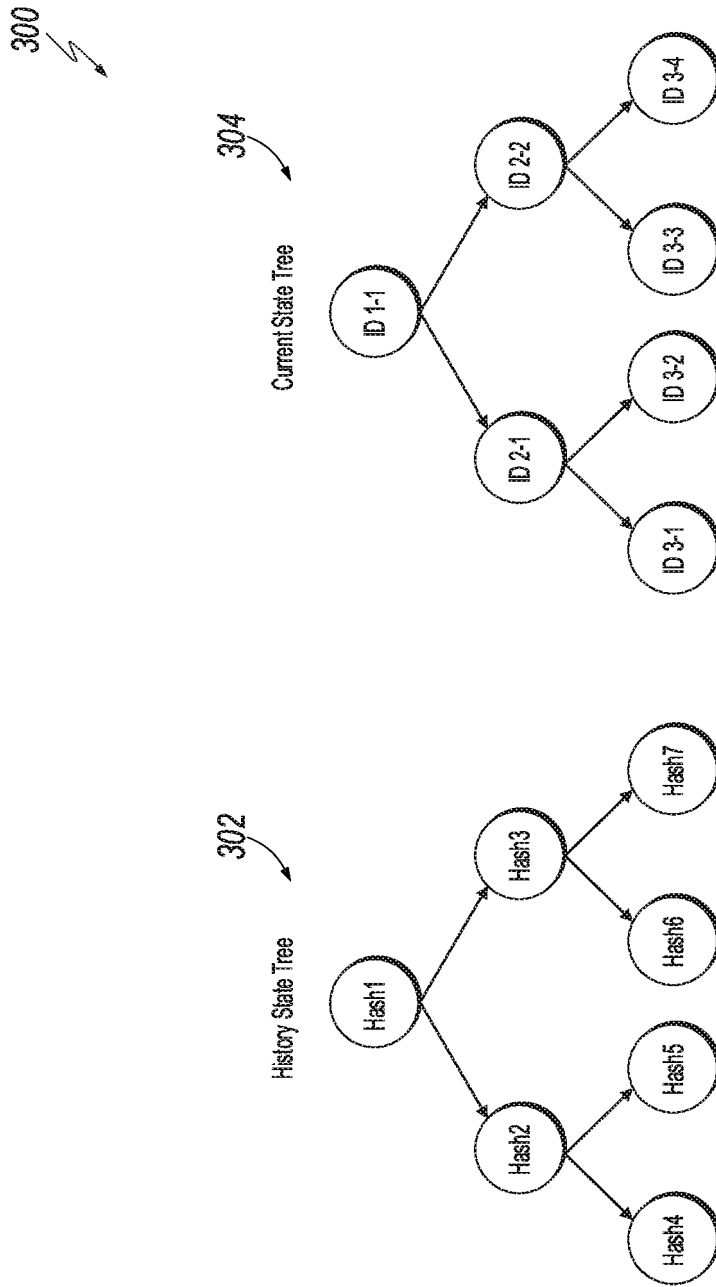 300
302
History State Tree
Hash1
Hash2
Hash3
Hash4
Hash5
Hash6
Hash7
304
Current State Tree
ID 1-1
ID 2-1
ID 2-2
ID 3-1
ID 3-2
ID 3-3
ID 3-4